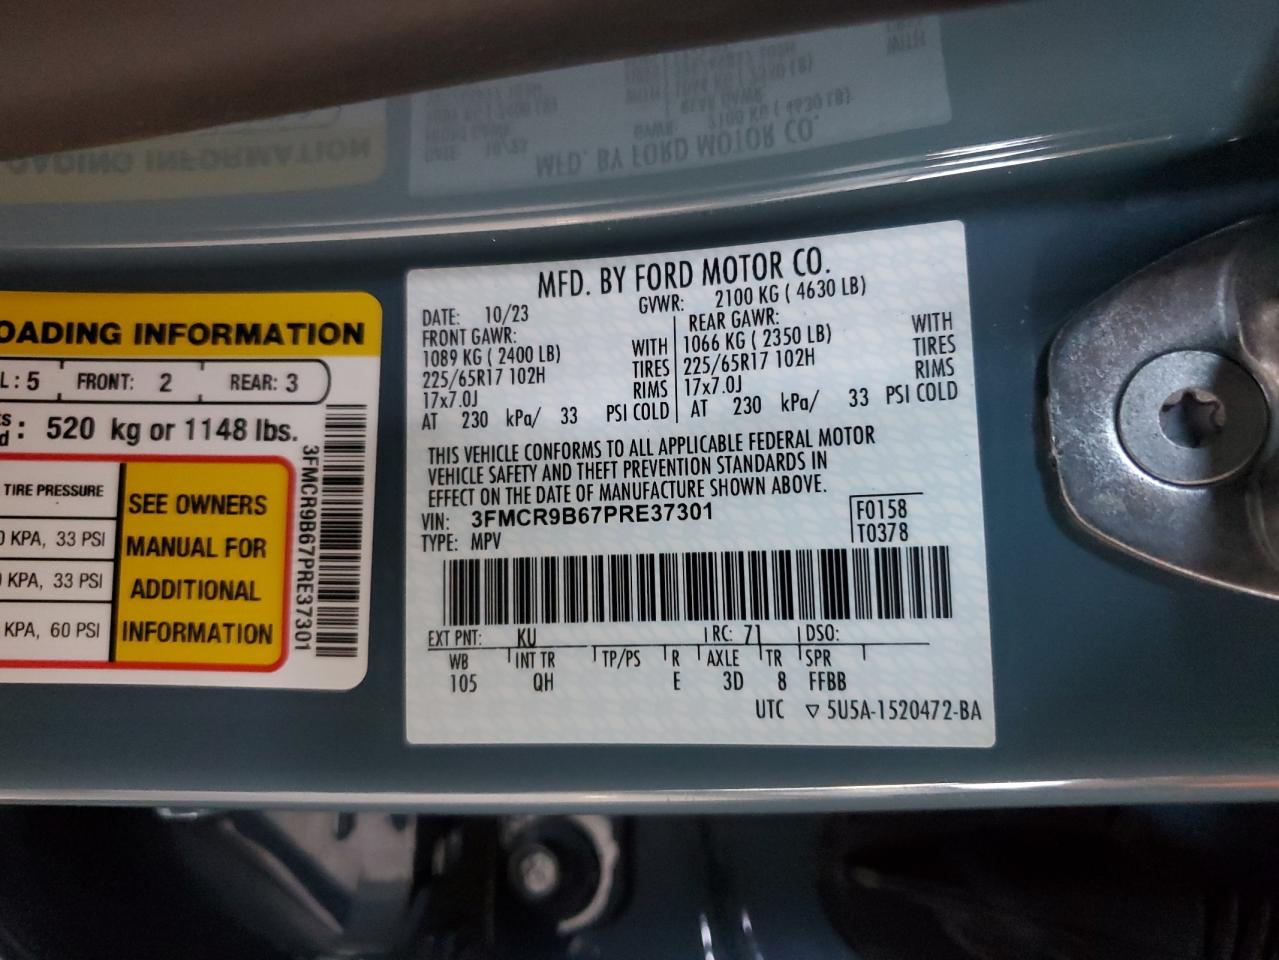 OADING INFORMATION
L: 5 FRONT: 2 REAR: 3
520 kg or 1148 lbs.
TIRE PRESSURE
KPA, 33 PSI
KPA, 33 PSI
KPA, 60 PSI
SEE OWNERS
MANUAL FOR
ADDITIONAL
INFORMATION
3FMCR9B67PRE37301
MFD. BY FORD MOTOR CO.
DATE: 10/23 GVWR: 2100 KG ( 4630 LB)
FRONT GAWR: REAR GAWR:
1089 KG ( 2400 LB) WITH 1066 KG ( 2350 LB) WITH
225/65R17 102H TIRES 225/65R17 102H TIRES
17x7.0J RIMS 17x7.0J RIMS
AT 230 kPa/ 33 PSI COLD AT 230 kPa/ 33 PSI COLD
THIS VEHICLE CONFORMS TO ALL APPLICABLE FEDERAL MOTOR
VEHICLE SAFETY AND THEFT PREVENTION STANDARDS IN
EFFECT ON THE DATE OF MANUFACTURE SHOWN ABOVE.
VIN: 3FMCR9B67PRE37301 F0158
TYPE: MPV T0378
EXT PNT: KU RC: 71 DSO:
WB INT TR TP/PS R AXLE TR SPR
105 QH E 3D 8 FFBB
UTC ▽ 5U5A-1520472-BA